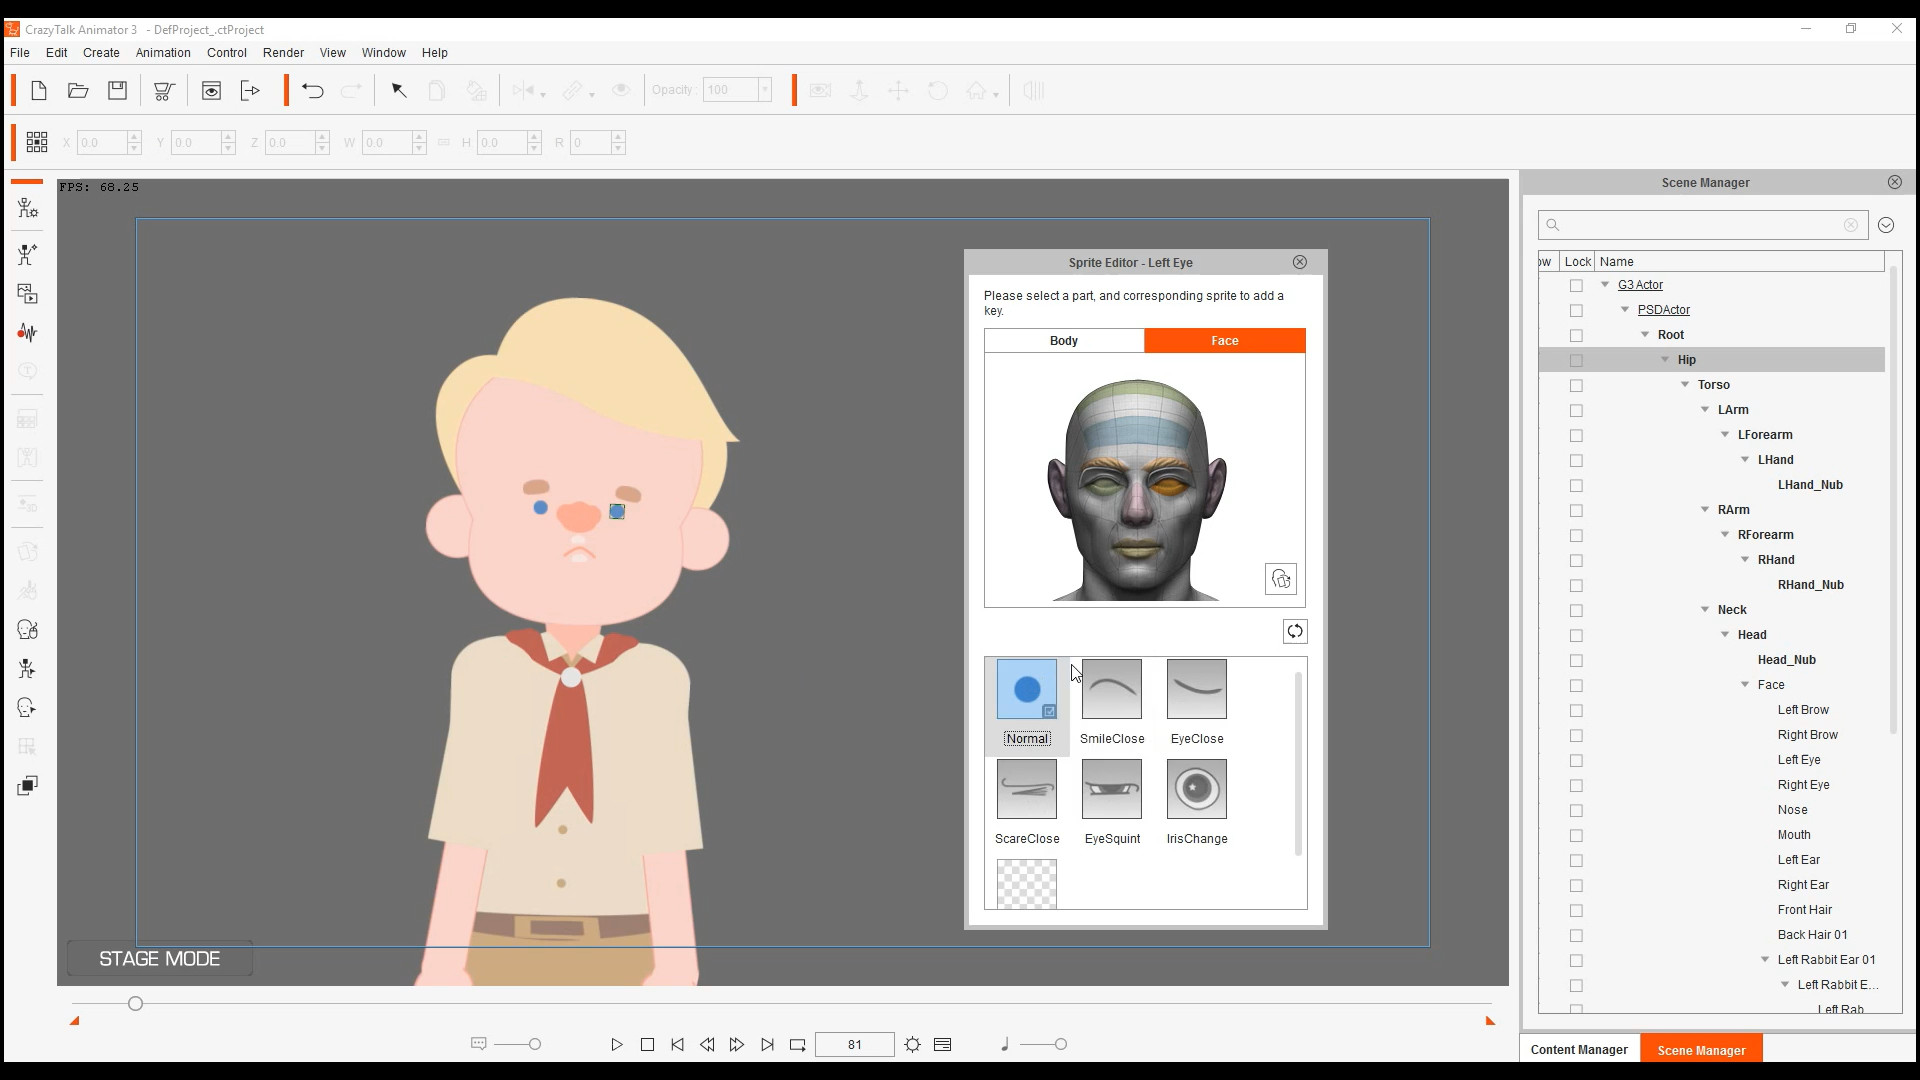 CrazyTalk Animator 3 - DefProject_.ctProject
File Edit Create Animation Control Render View Window Help
Opacity : 100
X 0.0 Y 0.0 Z 0.0 W 0.0 H 0.0 R 0
FPS: 68.25
Scene Manager
ow Lock Name
G3 Actor
PSDActor
Root
Hip
Torso
LArm
LForearm
LHand
LHand_Nub
RArm
RForearm
RHand
RHand_Nub
Neck
Head
Head_Nub
Face
Left Brow
Right Brow
Left Eye
Right Eye
Nose
Mouth
Left Ear
Right Ear
Front Hair
Back Hair 01
Left Rabbit Ear 01
Left Rabbit E...
Left Rab
Sprite Editor - Left Eye
Please select a part, and corresponding sprite to add a
key.
Body Face
Normal SmileClose EyeClose
ScareClose EyeSquint IrisChange
STAGE MODE
81
Content Manager Scene Manager